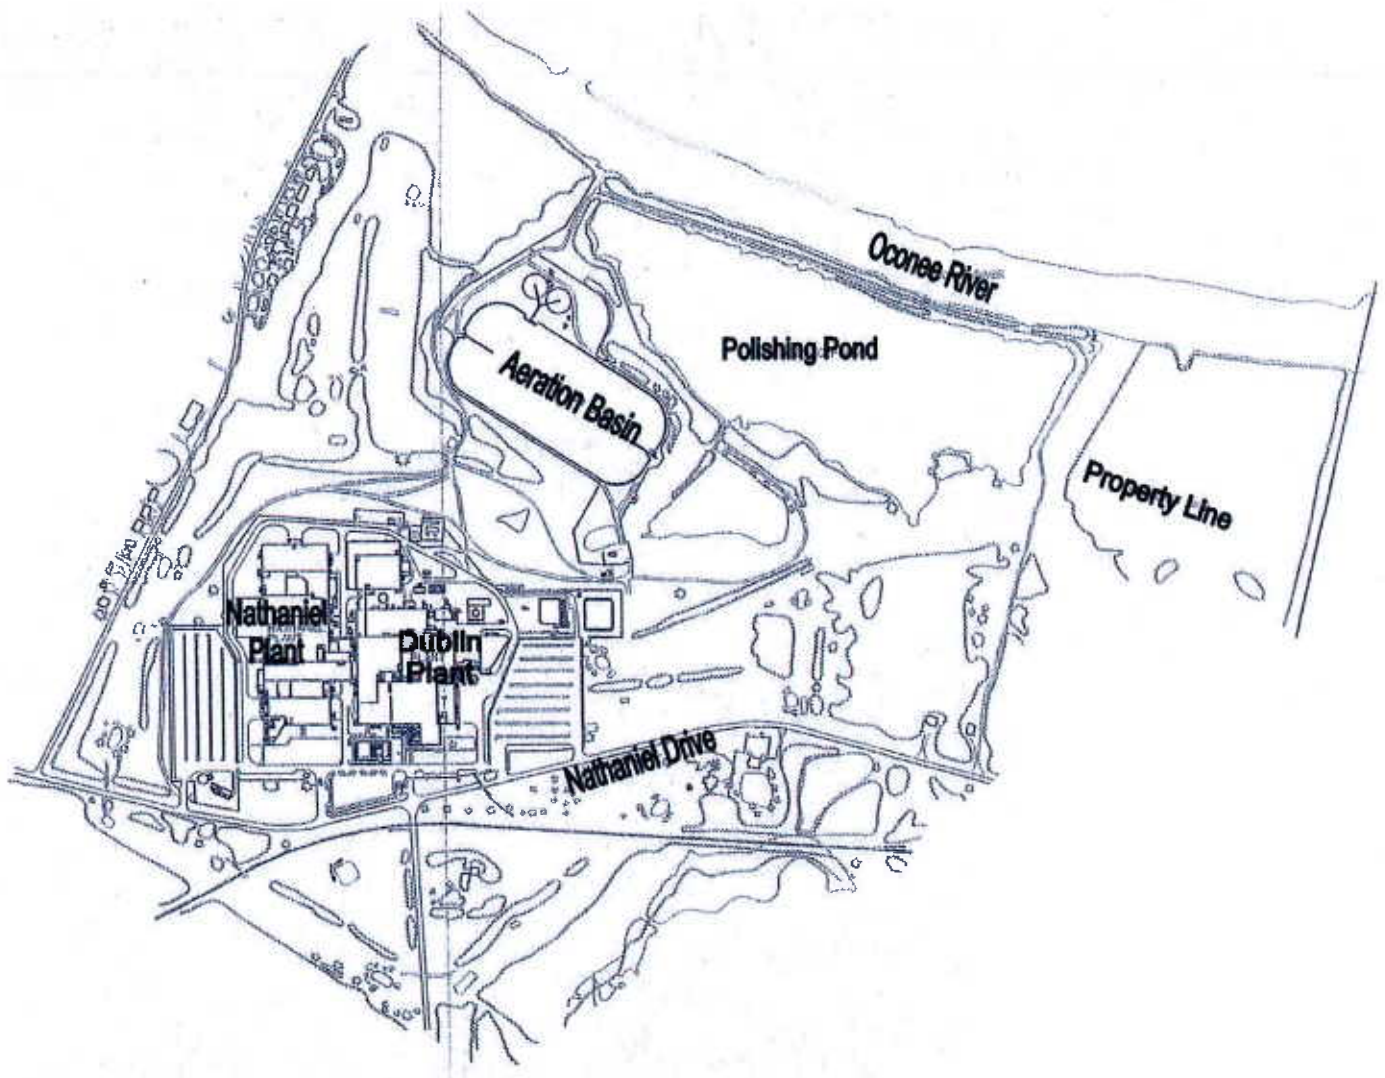 Oconee River
Polishing Pond
Aeration Basin
Property Line
Nathaniel
Plant
Dublin
Plant
Nathaniel Drive